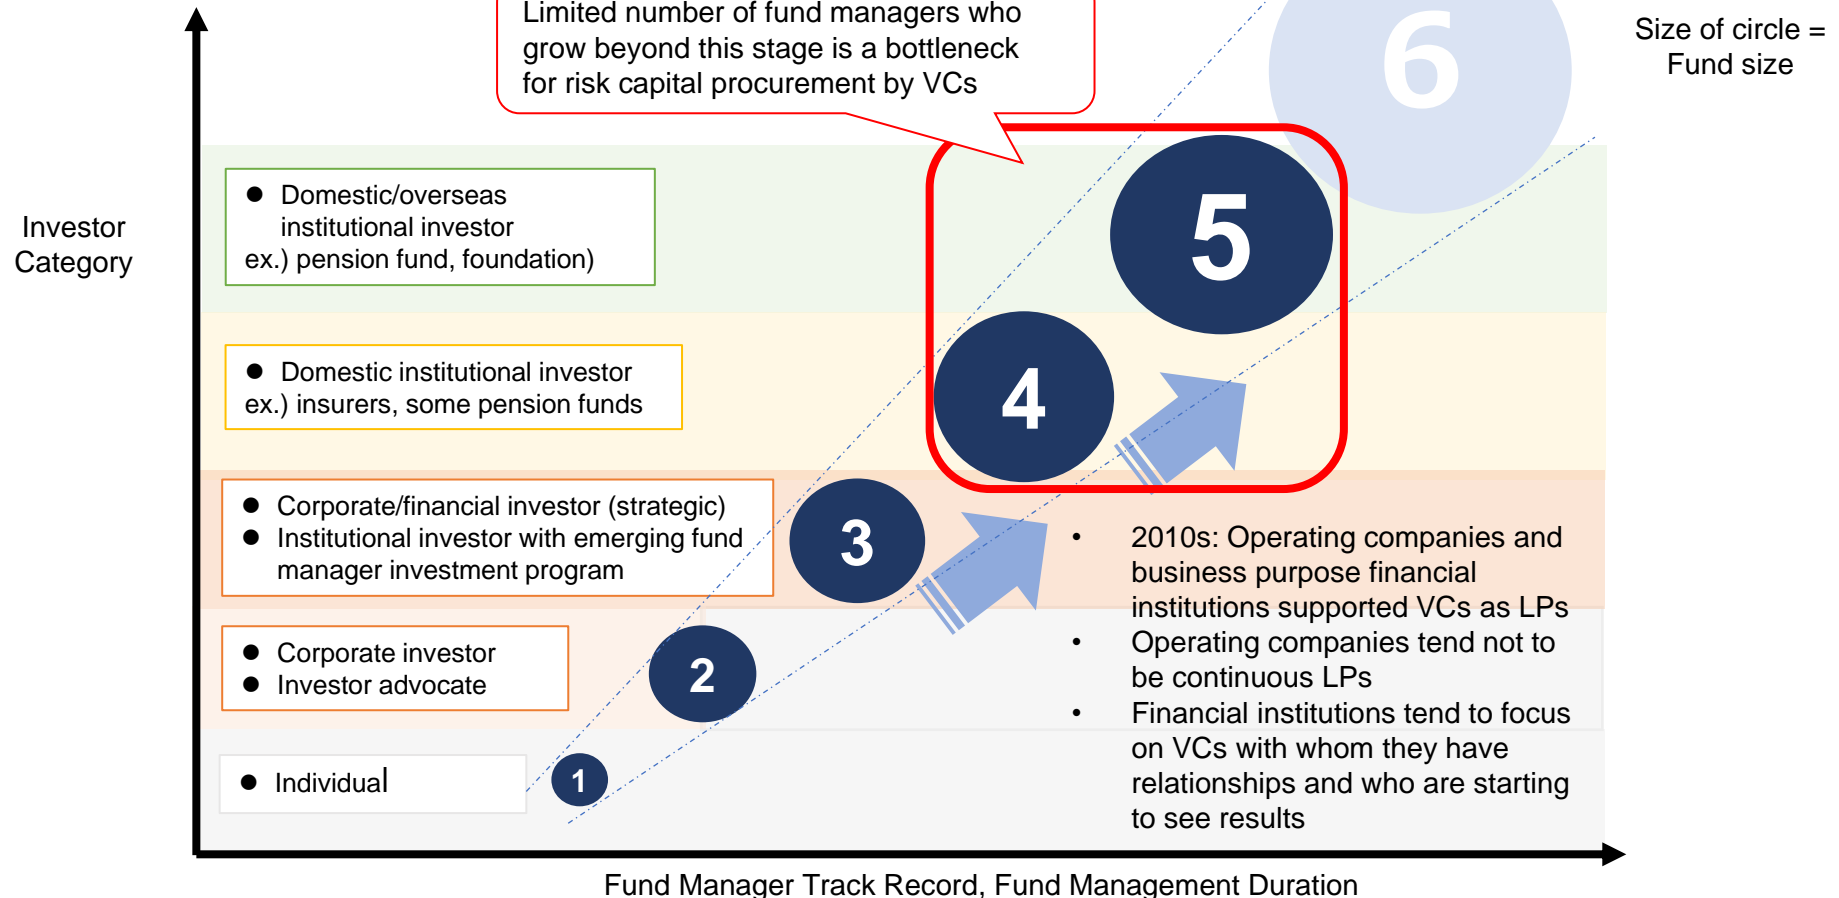 Limited number of fund managers who
grow beyond this stage is a bottleneck
for risk capital procurement by VCs
6
Size of circle =
Fund size
Investor
Category
● Domestic/overseas
institutional investor
ex.) pension fund, foundation)
5
● Domestic institutional investor
ex.) insurers, some pension funds
4
● Corporate/financial investor (strategic)
● Institutional investor with emerging fund
manager investment program
3
● Corporate investor
● Investor advocate
2
● Individual
1
• 2010s: Operating companies and
business purpose financial
institutions supported VCs as LPs
• Operating companies tend not to
be continuous LPs
• Financial institutions tend to focus
on VCs with whom they have
relationships and who are starting
to see results
Fund Manager Track Record, Fund Management Duration